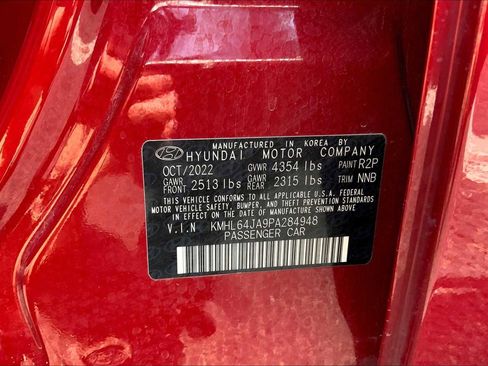 MANUFACTURED IN KOREA BY
HYUNDAI MOTOR COMPANY
OCT/2022 GVWR 4354 lbs PAINT R2P
GAWR FRONT 2513 lbs GAWR REAR 2315 lbs TRIM NNB
THIS VEHICLE CONFORMS TO ALL APPLICABLE U.S.A. FEDERAL
MOTOR VEHICLE SAFETY, BUMPER, AND THEFT PREVENTION
STANDARDS IN EFFECT ON THE DATE OF MANUFACTURE SHOWN ABOVE.
V.I.N KMHL64JA9PA284948
PASSENGER CAR